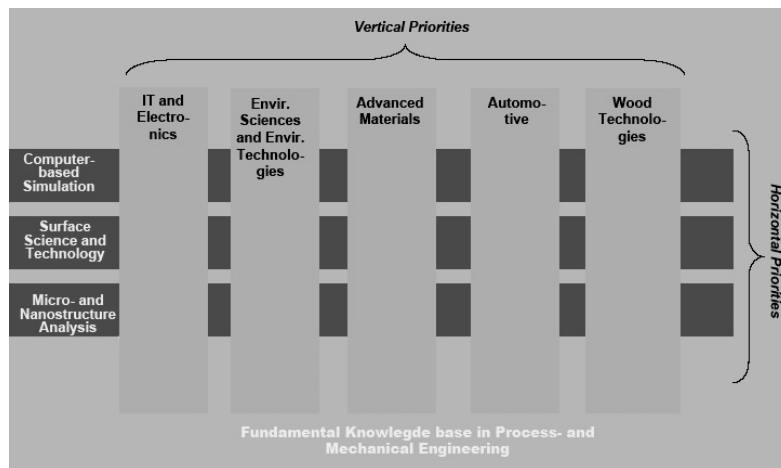 Vertical Priorities
IT and
Electro-
nics
Envir.
Sciences
and Envir.
Technolo-
gies
Advanced
Materials
Automo-
tive
Wood
Technolo-
gies
Computer-
based
Simulation
Surface
Science and
Technology
Micro- and
Nanostructure
Analysis
Horizontal Priorities
Fundamental Knowlegde base in Process- and
Mechanical Engineering